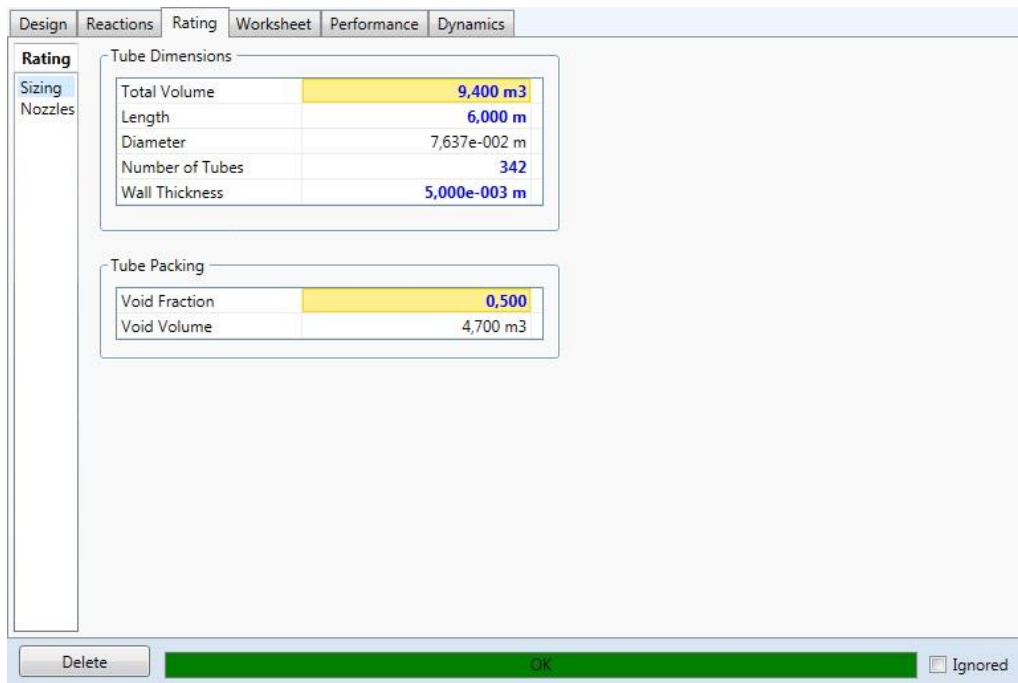 Design Reactions Rating Worksheet Performance Dynamics
Rating
Sizing
Nozzles
Tube Dimensions
Total Volume 9,400 m3
Length 6,000 m
Diameter 7,637e-002 m
Number of Tubes 342
Wall Thickness 5,000e-003 m
Tube Packing
Void Fraction 0,500
Void Volume 4,700 m3
Delete OK Ignored